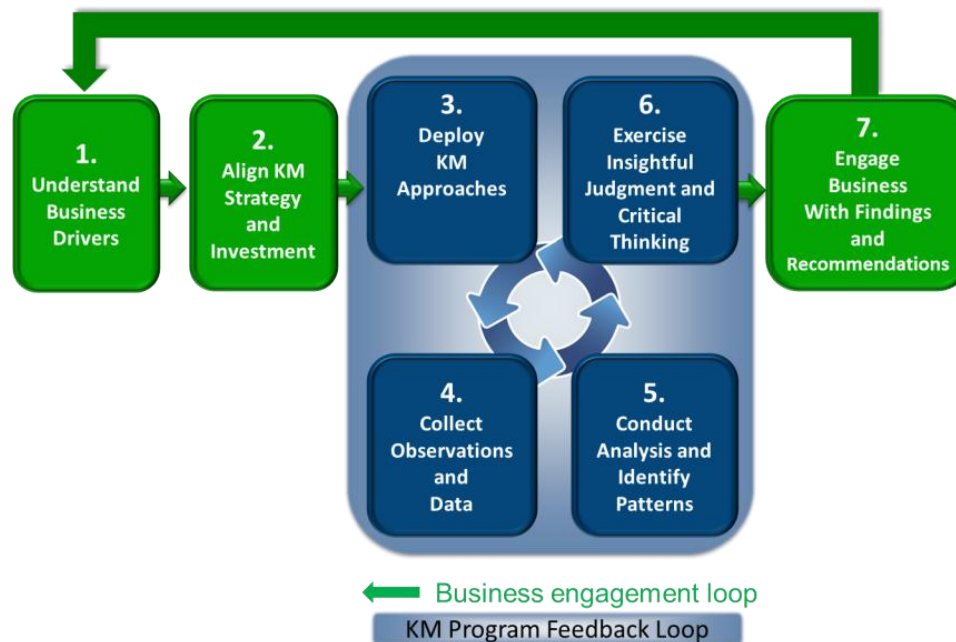 1.
Understand
Business
Drivers
2.
Align KM
Strategy
and
Investment
3.
Deploy
KM
Approaches
4.
Collect
Observations
and
Data
5.
Conduct
Analysis and
Identify
Patterns
6.
Exercise
Insightful
Judgment and
Critical
Thinking
7.
Engage
Business
With Findings
and
Recommendations
Business engagement loop
KM Program Feedback Loop